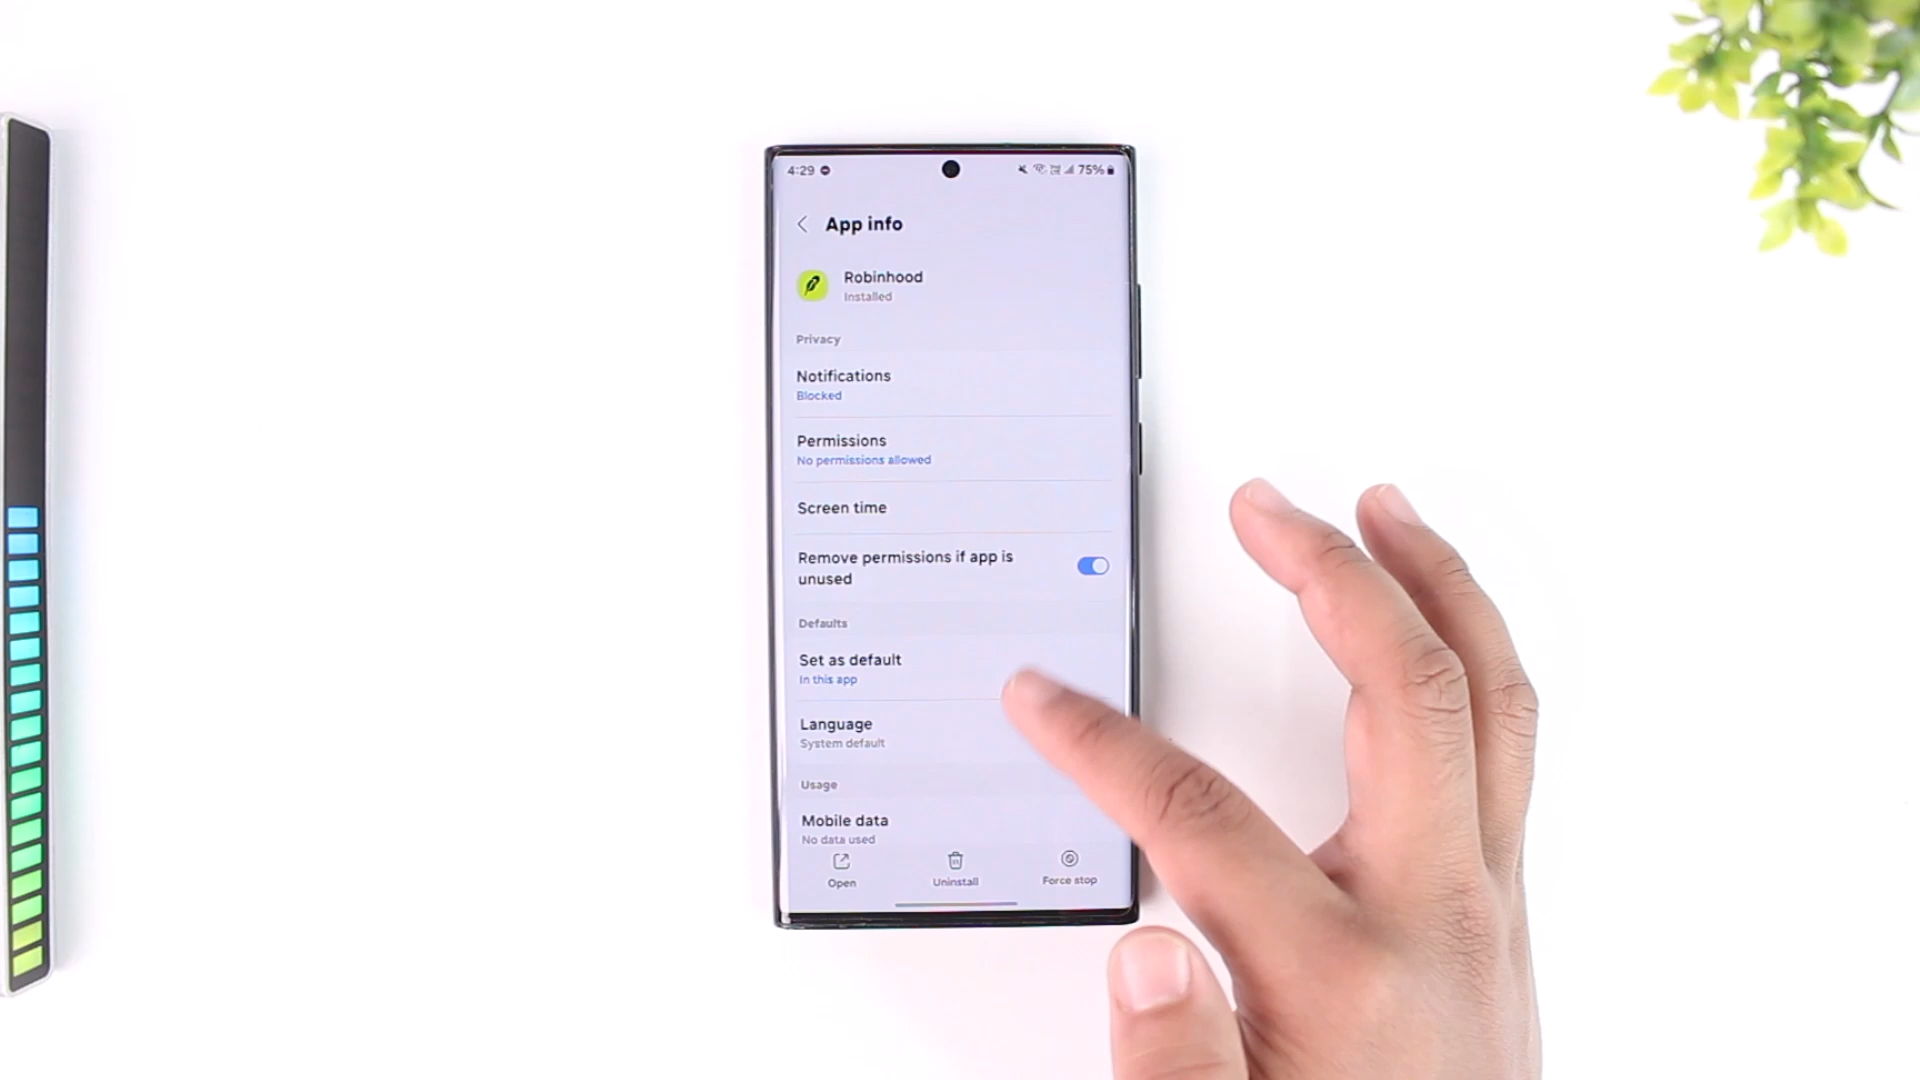 4:29
75%
App info
Robinhood
Installed
Privacy
Notifications
Blocked
Permissions
No permissions allowed
Screen time
Remove permissions if app is
unused
Defaults
Set as default
In this app
Language
System default
Usage
Mobile data
No data used
Open
Uninstall
Force stop